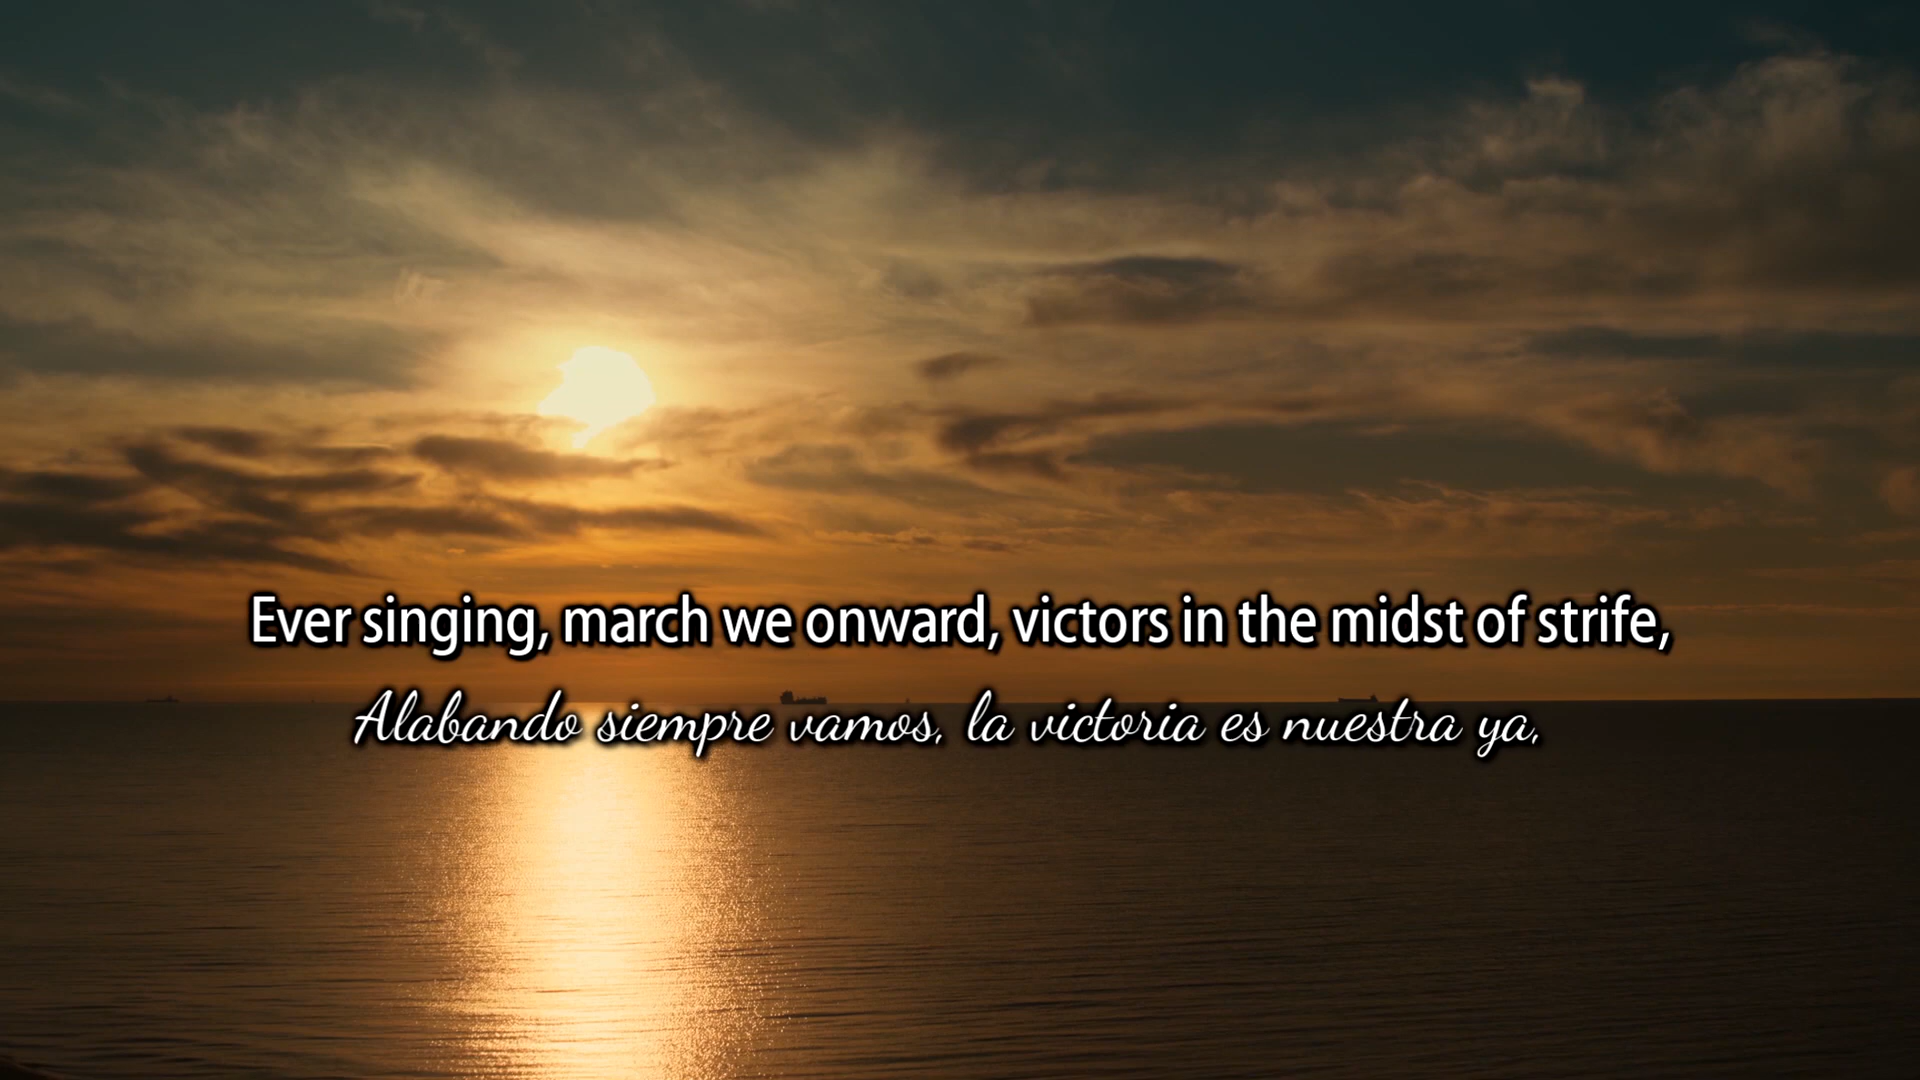 Ever singing, march we onward, victors in the midst of strife,
Alabando siempre vamos, la victoria es nuestra ya,